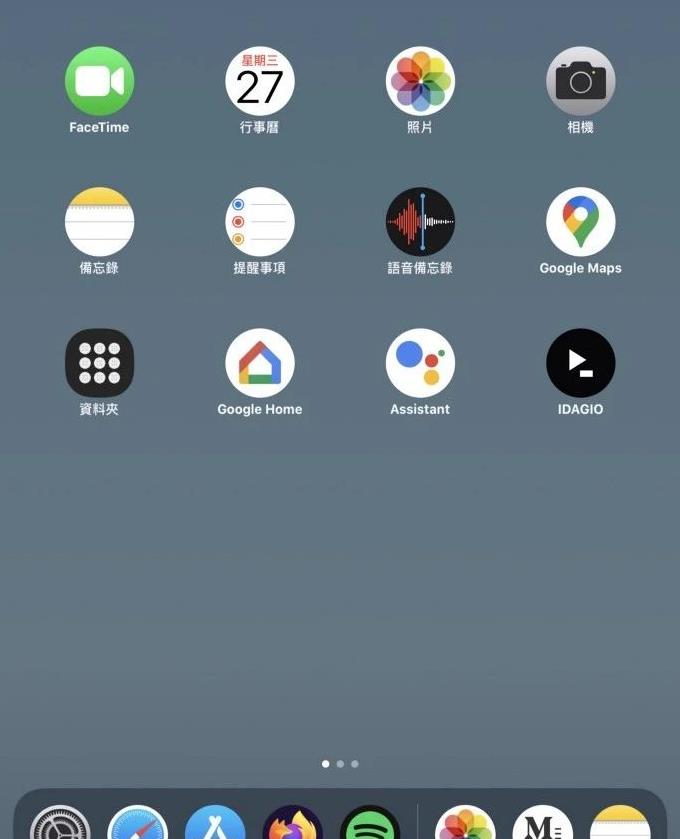 FaceTime
星期三
27
行事曆
照片
相機
備忘錄
提醒事項
語音備忘錄
Google Maps
資料夾
Google Home
Assistant
IDAGIO
M